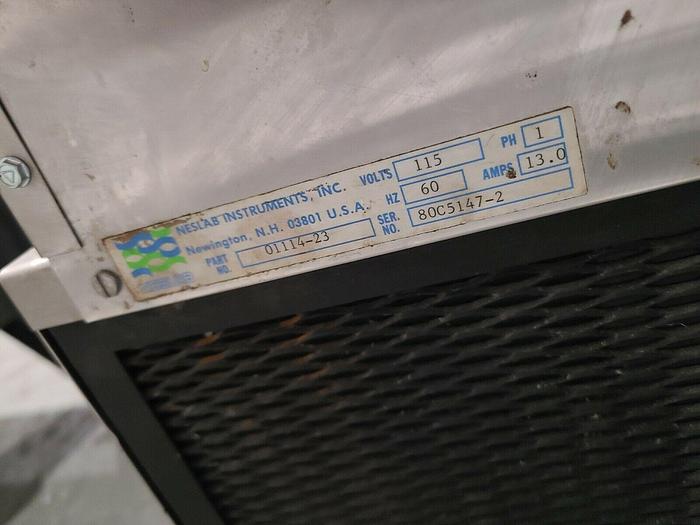 NESLAB INSTRUMENTS, INC. VOLTS 115 PH 1
Newington, N.H. 03801 U.S.A. HZ 60 AMPS 13.0
PART NO. 01114-23 SER. NO. 80C5147-2